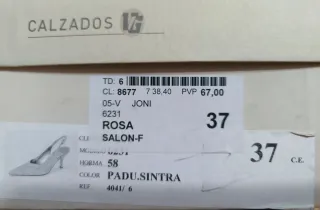 CALZADOS
TD: 6
CL: 8677 7 38,40 PVP 67,00
05-V JONI
6231
ROSA 37
SALON-F
HORMA 58 37 C.E.
COLOR PADU.SINTRA
REF 4041/ 6